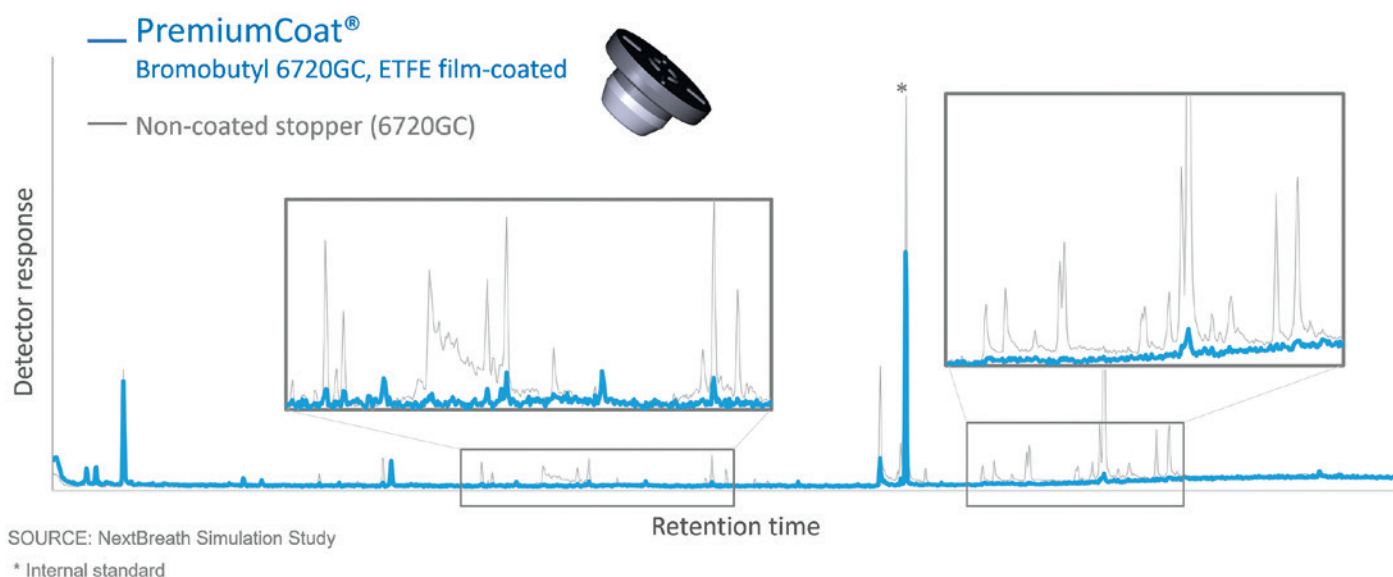 PremiumCoat®
Bromobutyl 6720GC, ETFE film-coated
Non-coated stopper (6720GC)
*
Detector response
Retention time
SOURCE: NextBreath Simulation Study
* Internal standard